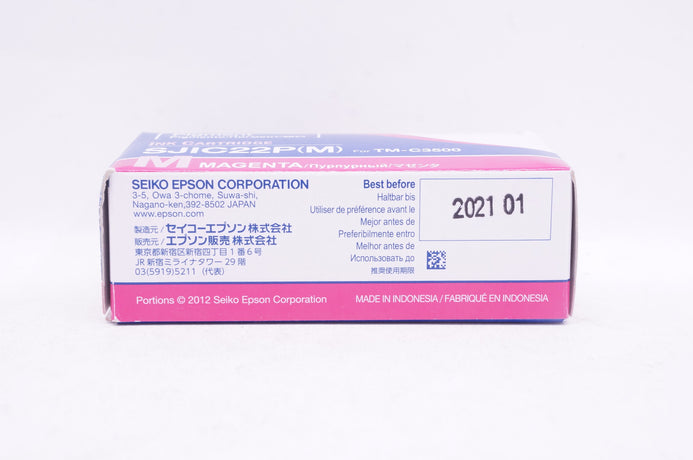 INK CARTRIDGE
SJIC22P(M) For TM-C3500
M MAGENTA/Пурпурный/マゼンタ
SEIKO EPSON CORPORATION
3-5, Owa 3-chome, Suwa-shi,
Nagano-ken,392-8502 JAPAN
www.epson.com
製造元/セイコーエプソン株式会社
販売元/エプソン販売株式会社
東京都新宿区新宿四丁目1番6号
JR新宿ミライナタワー29階
03(5919)5211(代表)
Best before
Haltbar bis
Utiliser de préférence avant le
Mejor antes de
Preferibilmente entro
Melhor antes de
Использовать до
推奨使用期限
2021 01
Portions © 2012 Seiko Epson Corporation
MADE IN INDONESIA / FABRIQUÉ EN INDONESIA